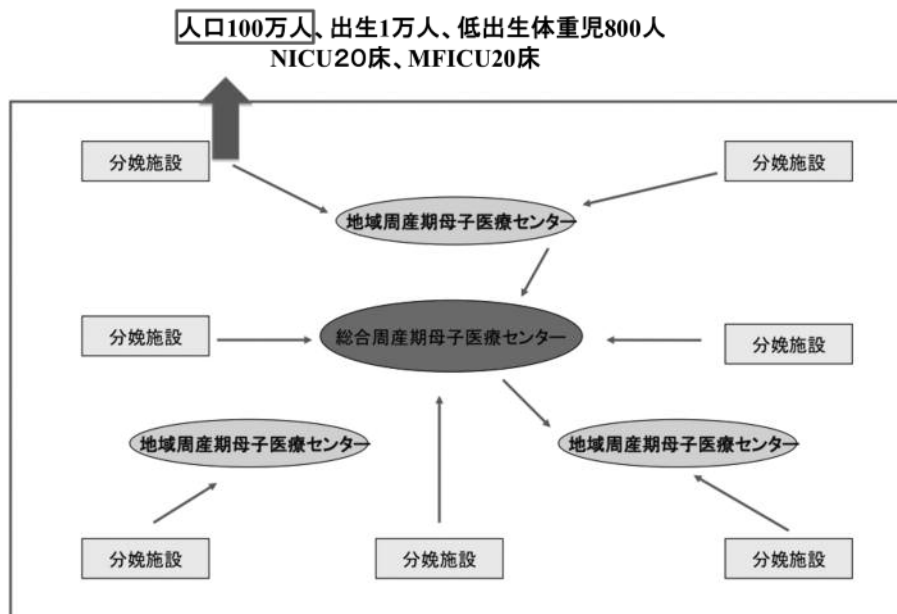 人口100万人、出生1万人、低出生体重児800人
NICU20床、MFICU20床
分娩施設
分娩施設
地域周産期母子医療センター
分娩施設
総合周産期母子医療センター
分娩施設
地域周産期母子医療センター
地域周産期母子医療センター
分娩施設
分娩施設
分娩施設